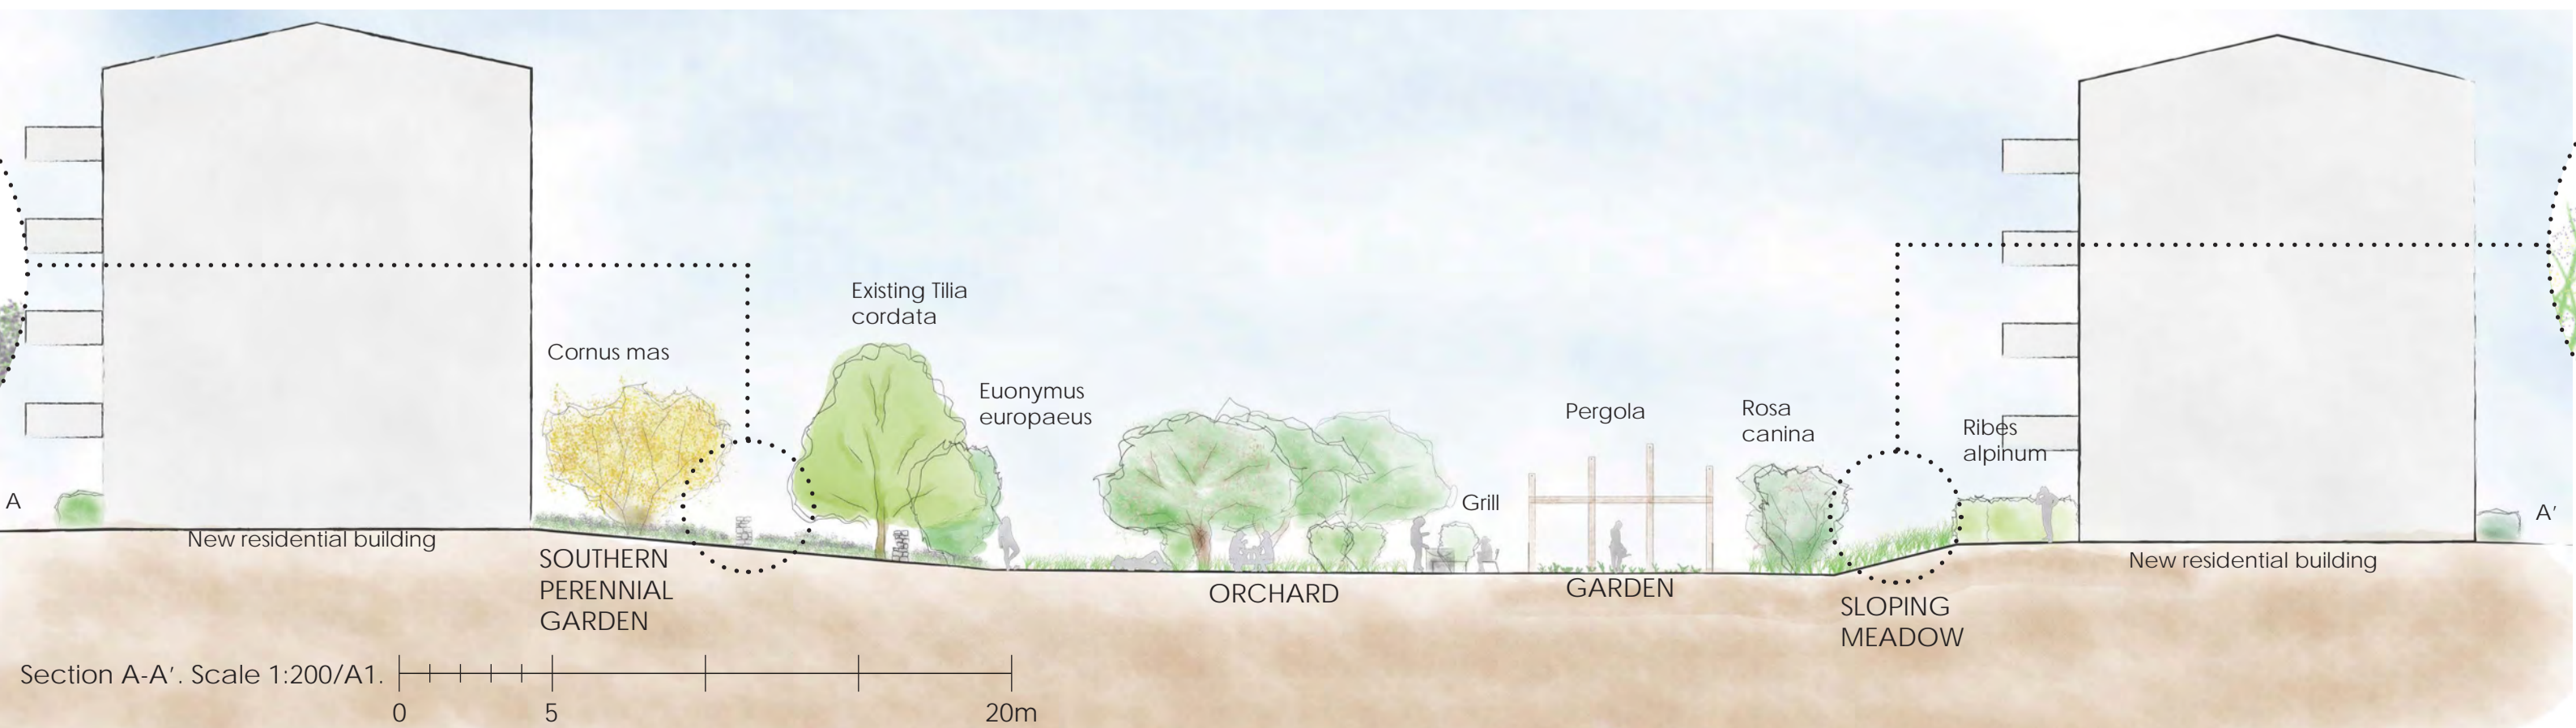 Existing Tilia
cordata
Cornus mas
Euonymus
europaeus
Pergola
Rosa
canina
Ribes
alpinum
Grill
A
A'
New residential building
New residential building
SOUTHERN
PERENNIAL
GARDEN
ORCHARD
GARDEN
SLOPING
MEADOW
Section A-A'. Scale 1:200/A1.
0 5 20m